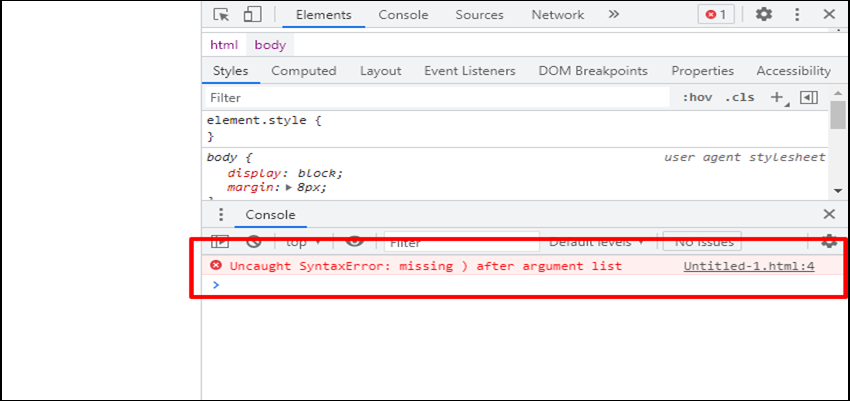 Elements Console Sources Network » 1
html body
Styles Computed Layout Event Listeners DOM Breakpoints Properties Accessibility
Filter :hov .cls +
element.style {
}
body { user agent stylesheet
display: block;
margin: ▶ 8px;
Console
top Filter Default levels No Issues
Uncaught SyntaxError: missing ) after argument list Untitled-1.html:4
>